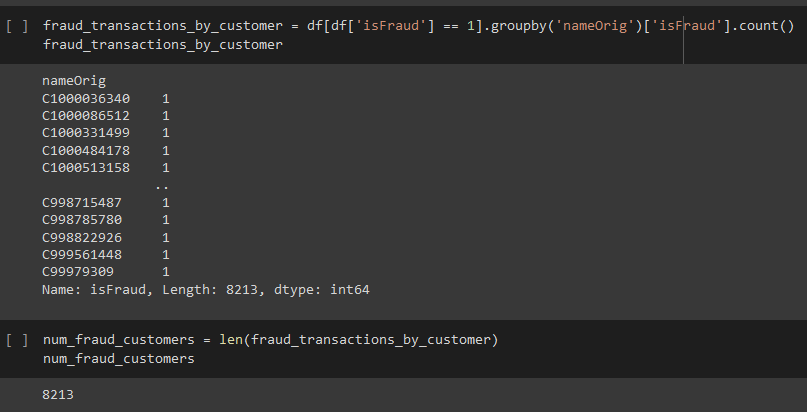 [ ] fraud_transactions_by_customer = df[df['isFraud'] == 1].groupby('nameOrig')['isFraud'].count()
fraud_transactions_by_customer
nameOrig
C1000036340    1
C1000086512    1
C1000331499    1
C1000484178    1
C1000513158    1
..
C998715487     1
C998785780     1
C998822926     1
C999561448     1
C99979309      1
Name: isFraud, Length: 8213, dtype: int64
[ ] num_fraud_customers = len(fraud_transactions_by_customer)
num_fraud_customers
8213